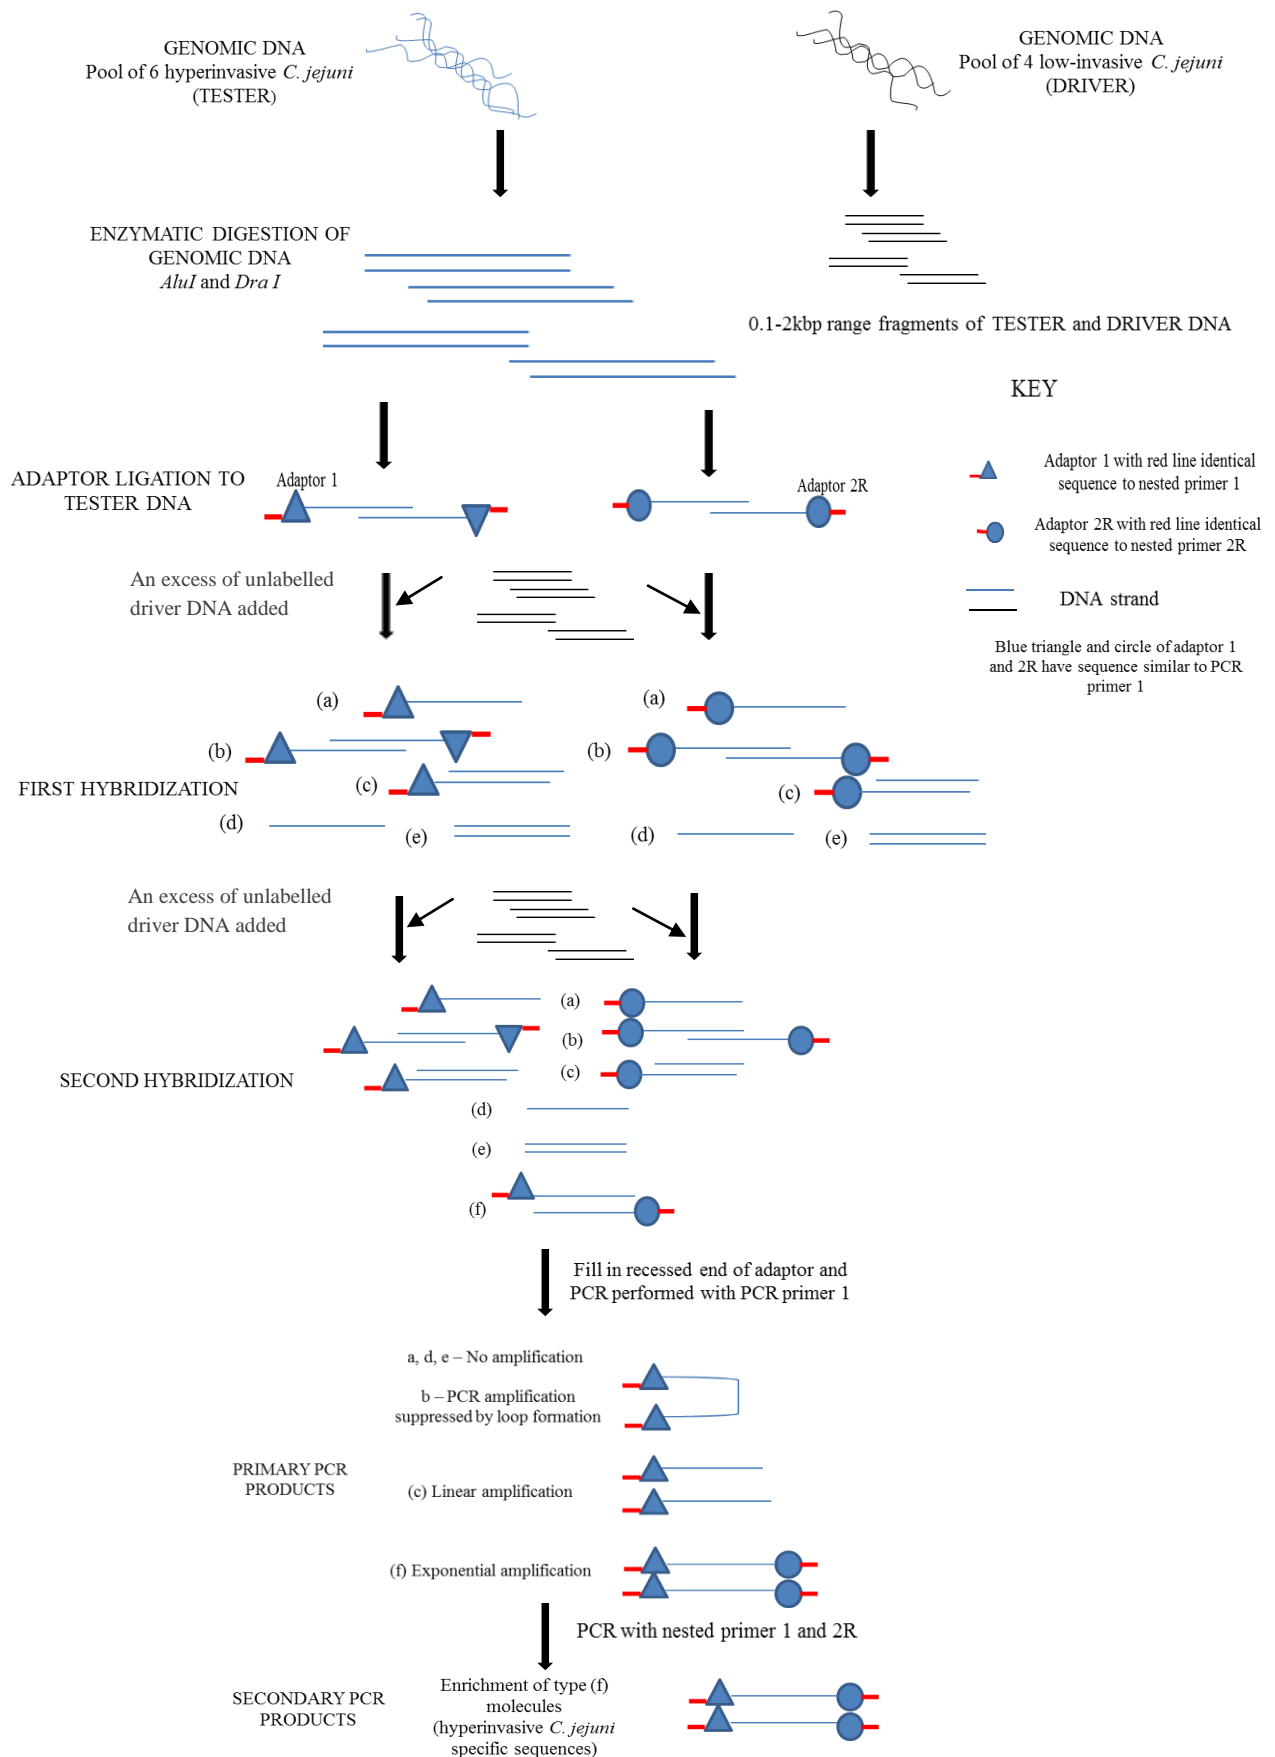 GENOMIC DNA
Pool of 6 hyperinvasive C. jejuni
(TESTER)
GENOMIC DNA
Pool of 4 low-invasive C. jejuni
(DRIVER)
ENZYMATIC DIGESTION OF
GENOMIC DNA
AluI and Dra I
0.1-2kbp range fragments of TESTER and DRIVER DNA
KEY
Adaptor 1 with red line identical
sequence to nested primer 1
Adaptor 2R with red line identical
sequence to nested primer 2R
DNA strand
Blue triangle and circle of adaptor 1
and 2R have sequence similar to PCR
primer 1
ADAPTOR LIGATION TO
TESTER DNA
Adaptor 1
Adaptor 2R
An excess of unlabelled
driver DNA added
FIRST HYBRIDIZATION
(a)
(b)
(c)
(d)
(e)
(a)
(b)
(c)
(d)
(e)
An excess of unlabelled
driver DNA added
SECOND HYBRIDIZATION
(a)
(b)
(c)
(d)
(e)
(f)
Fill in recessed end of adaptor and
PCR performed with PCR primer 1
PRIMARY PCR
PRODUCTS
a, d, e – No amplification
b – PCR amplification
suppressed by loop formation
(c) Linear amplification
(f) Exponential amplification
PCR with nested primer 1 and 2R
SECONDARY PCR
PRODUCTS
Enrichment of type (f)
molecules
(hyperinvasive C. jejuni
specific sequences)